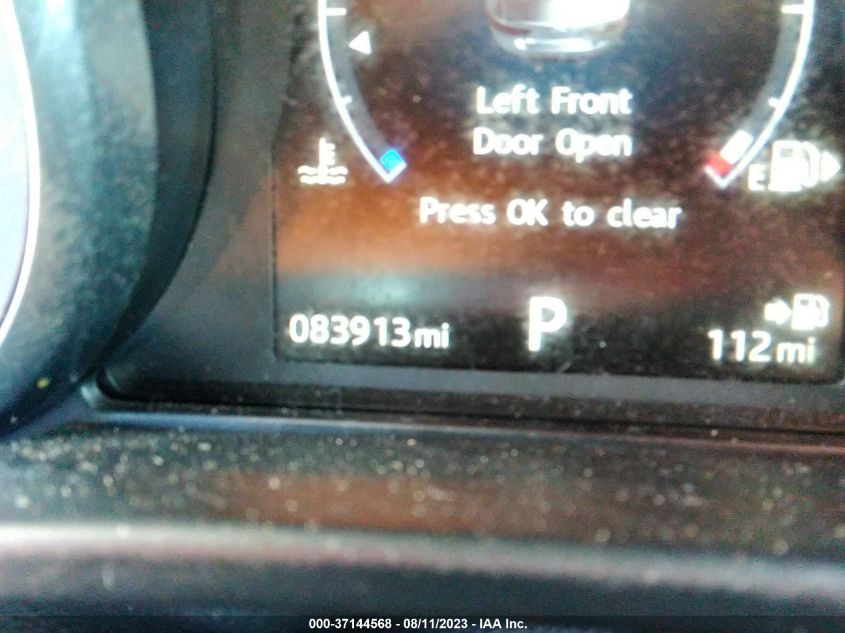 Left Front
Door Open
E
Press OK to clear
083913mi
P
112mi
000-37144568 - 08/11/2023 - IAA Inc.